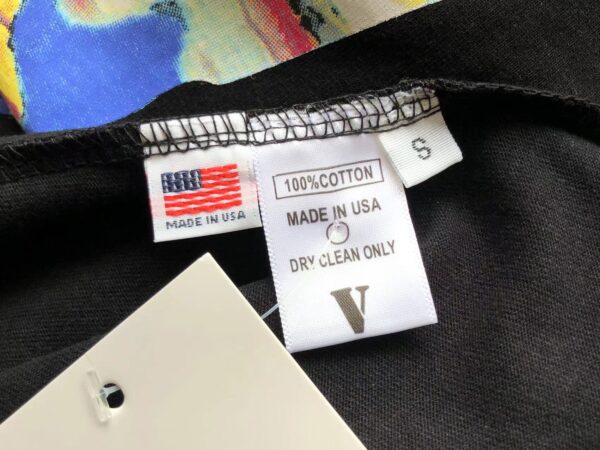 MADE IN USA
100%COTTON
MADE IN USA
DRY CLEAN ONLY
V
S